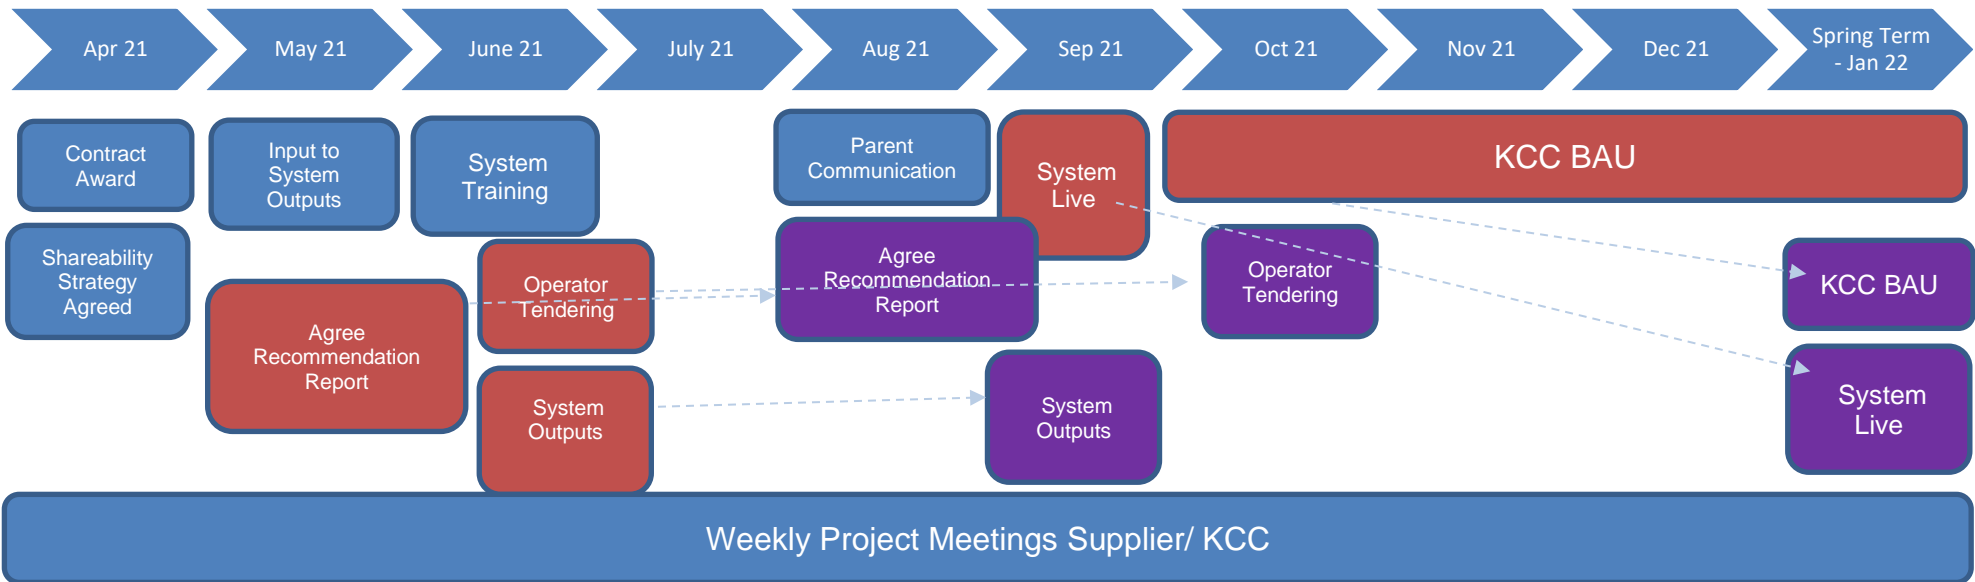 Apr 21
May 21
June 21
July 21
Aug 21
Sep 21
Oct 21
Nov 21
Dec 21
Spring Term
- Jan 22
Contract
Award
Input to
System
Outputs
System
Training
Parent
Communication
System
Live
KCC BAU
Shareability
Strategy
Agreed
Agree
Recommendation
Report
Operator
Tendering
Agree
Recommendation
Report
Operator
Tendering
KCC BAU
System
Outputs
System
Outputs
System
Live
Weekly Project Meetings Supplier/ KCC